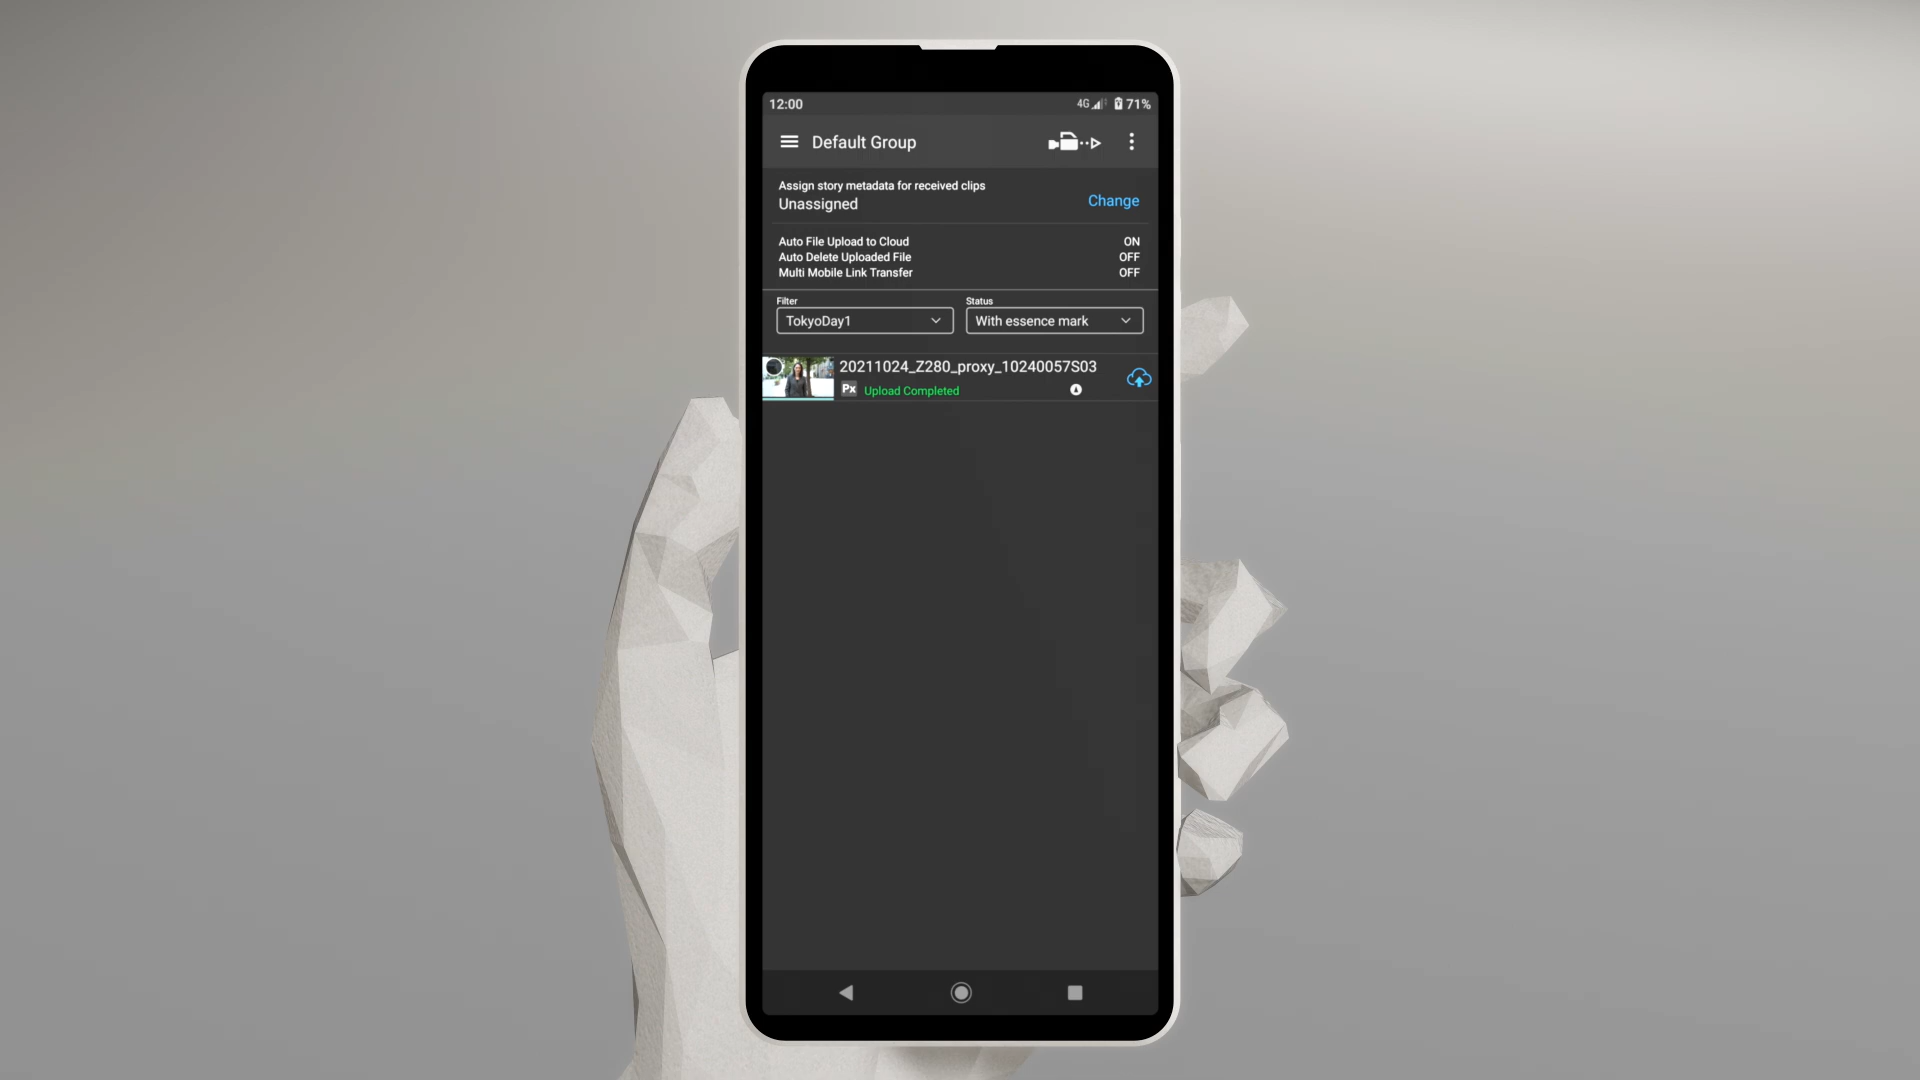 12:00
4G 71%
Default Group
Assign story metadata for received clips
Unassigned
Change
Auto File Upload to Cloud ON
Auto Delete Uploaded File OFF
Multi Mobile Link Transfer OFF
Filter Status
TokyoDay1 With essence mark
20211024_Z280_proxy_10240057S03
Px Upload Completed